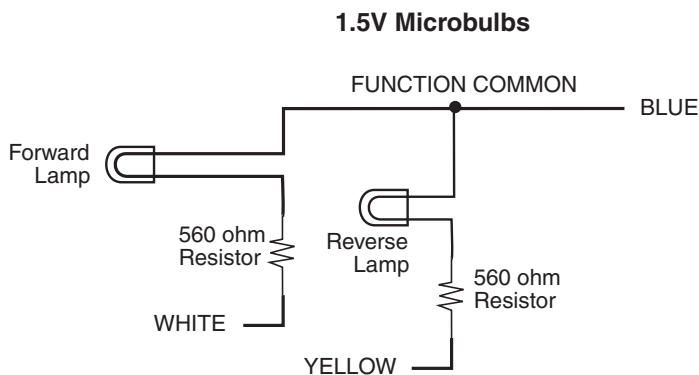 1.5V Microbulbs
FUNCTION COMMON
BLUE
Forward
Lamp
560 ohm
Resistor
Reverse
Lamp
560 ohm
Resistor
WHITE
YELLOW